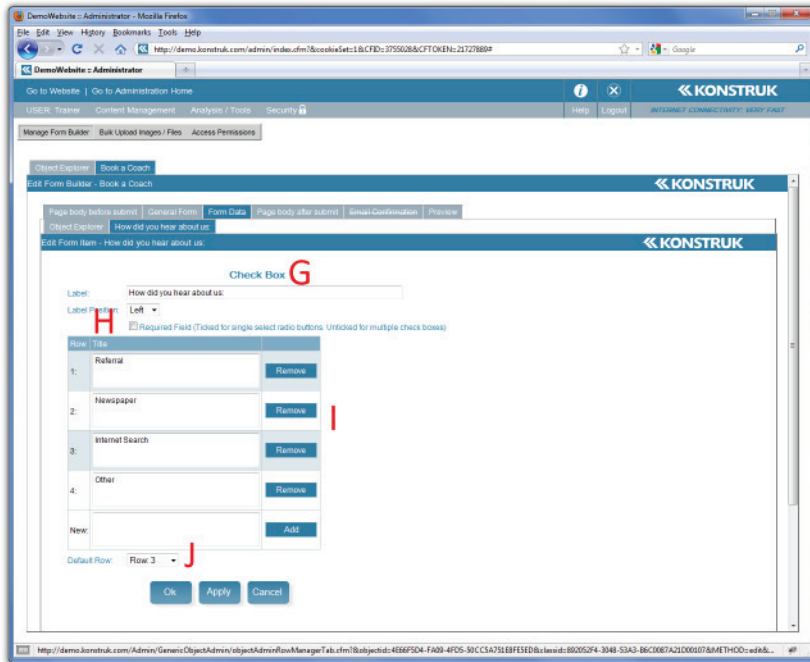 DemoWebsite :: Administrator - Mozilla Firefox
File Edit View History Bookmarks Tools Help
http://demo.konstruk.com/admin/index.cfm?&cookieSet=1&CFID=3755028&CFTOKEN=21727889#
Google
DemoWebsite :: Administrator
Go to Website | Go to Administration Home
KONSTRUK
USER: Trainer Content Management Analysis / Tools Security Help Logout INTERNET CONNECTIVITY: VERY FAST
Manage Form Builder Bulk Upload Images / Files Access Permissions
Object Explorer Book a Coach
Edit Form Builder - Book a Coach KONSTRUK
Page body before submit General Form Form Data Page body after submit Email Confirmation Preview
Object Explorer How did you hear about us:
Edit Form Item - How did you hear about us: KONSTRUK
Check Box G
Label: How did you hear about us:
Label Position: Left
H
Required Field (Ticked for single select radio buttons. Unticked for multiple check boxes)
Row Title
1: Referral Remove
2: Newspaper Remove
I
3: Internet Search Remove
4: Other Remove
New: Add
Default Row: Row: 3 J
Ok Apply Cancel